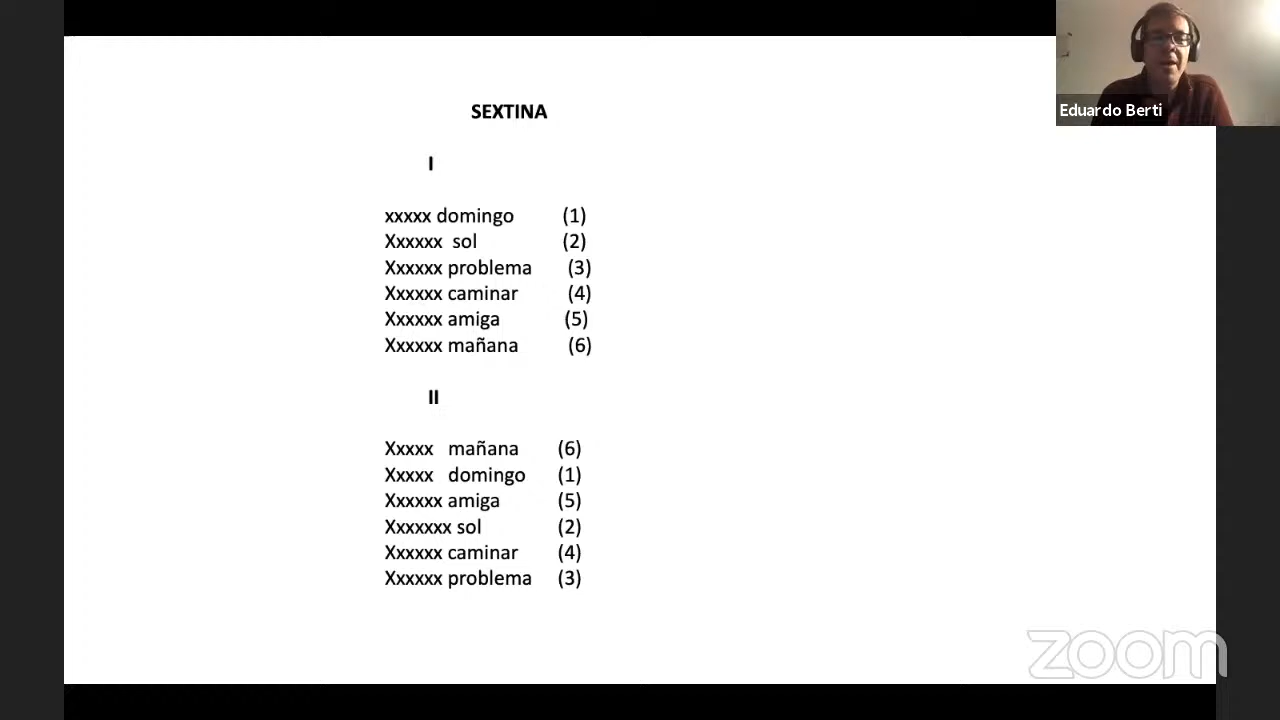 SEXTINA
I
xxxxx domingo (1)
Xxxxxx sol (2)
Xxxxxx problema (3)
Xxxxxx caminar (4)
Xxxxxx amiga (5)
Xxxxxx mañana (6)
II
Xxxxx mañana (6)
Xxxxx domingo (1)
Xxxxxx amiga (5)
Xxxxxxx sol (2)
Xxxxxx caminar (4)
Xxxxxx problema (3)
Eduardo Berti
zoom